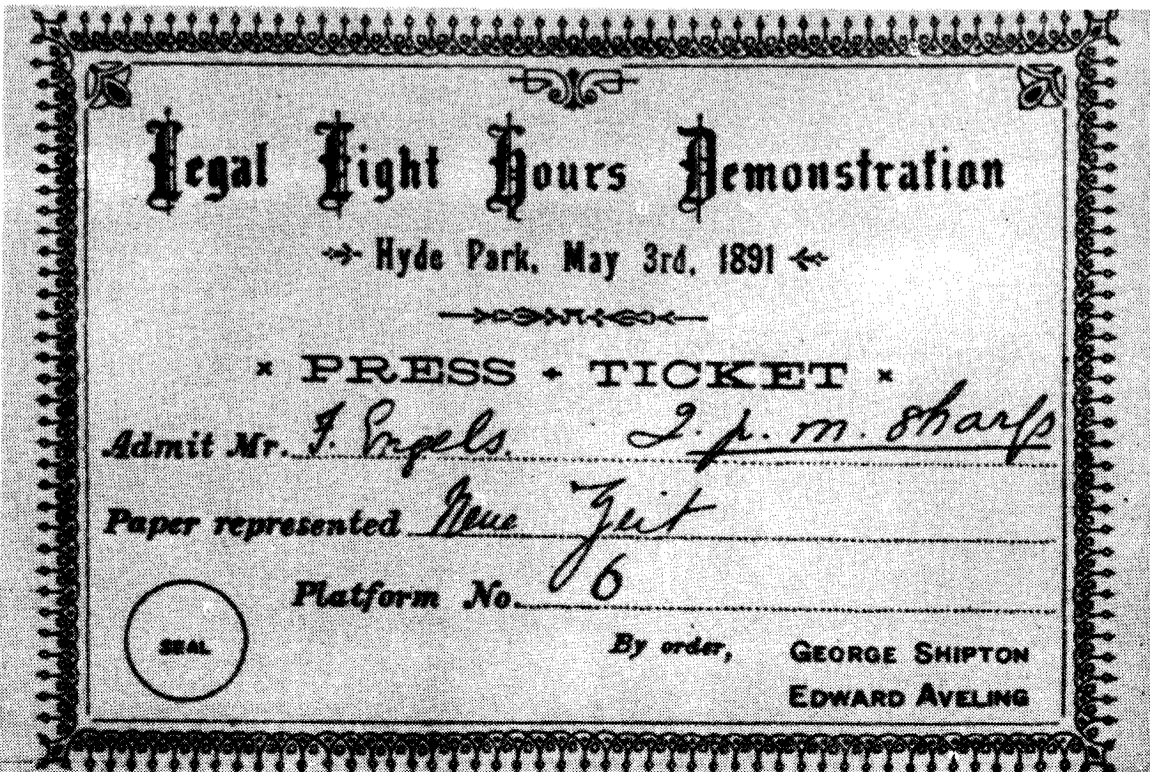 Legal Eight Hours Demonstration
Hyde Park. May 3rd. 1891
× PRESS + TICKET ×
Admit Mr. F. Engels. 2. p. m. sharp
Paper represented Neue Zeit
Platform No. 6
SEAL
By order, GEORGE SHIPTON
EDWARD AVELING